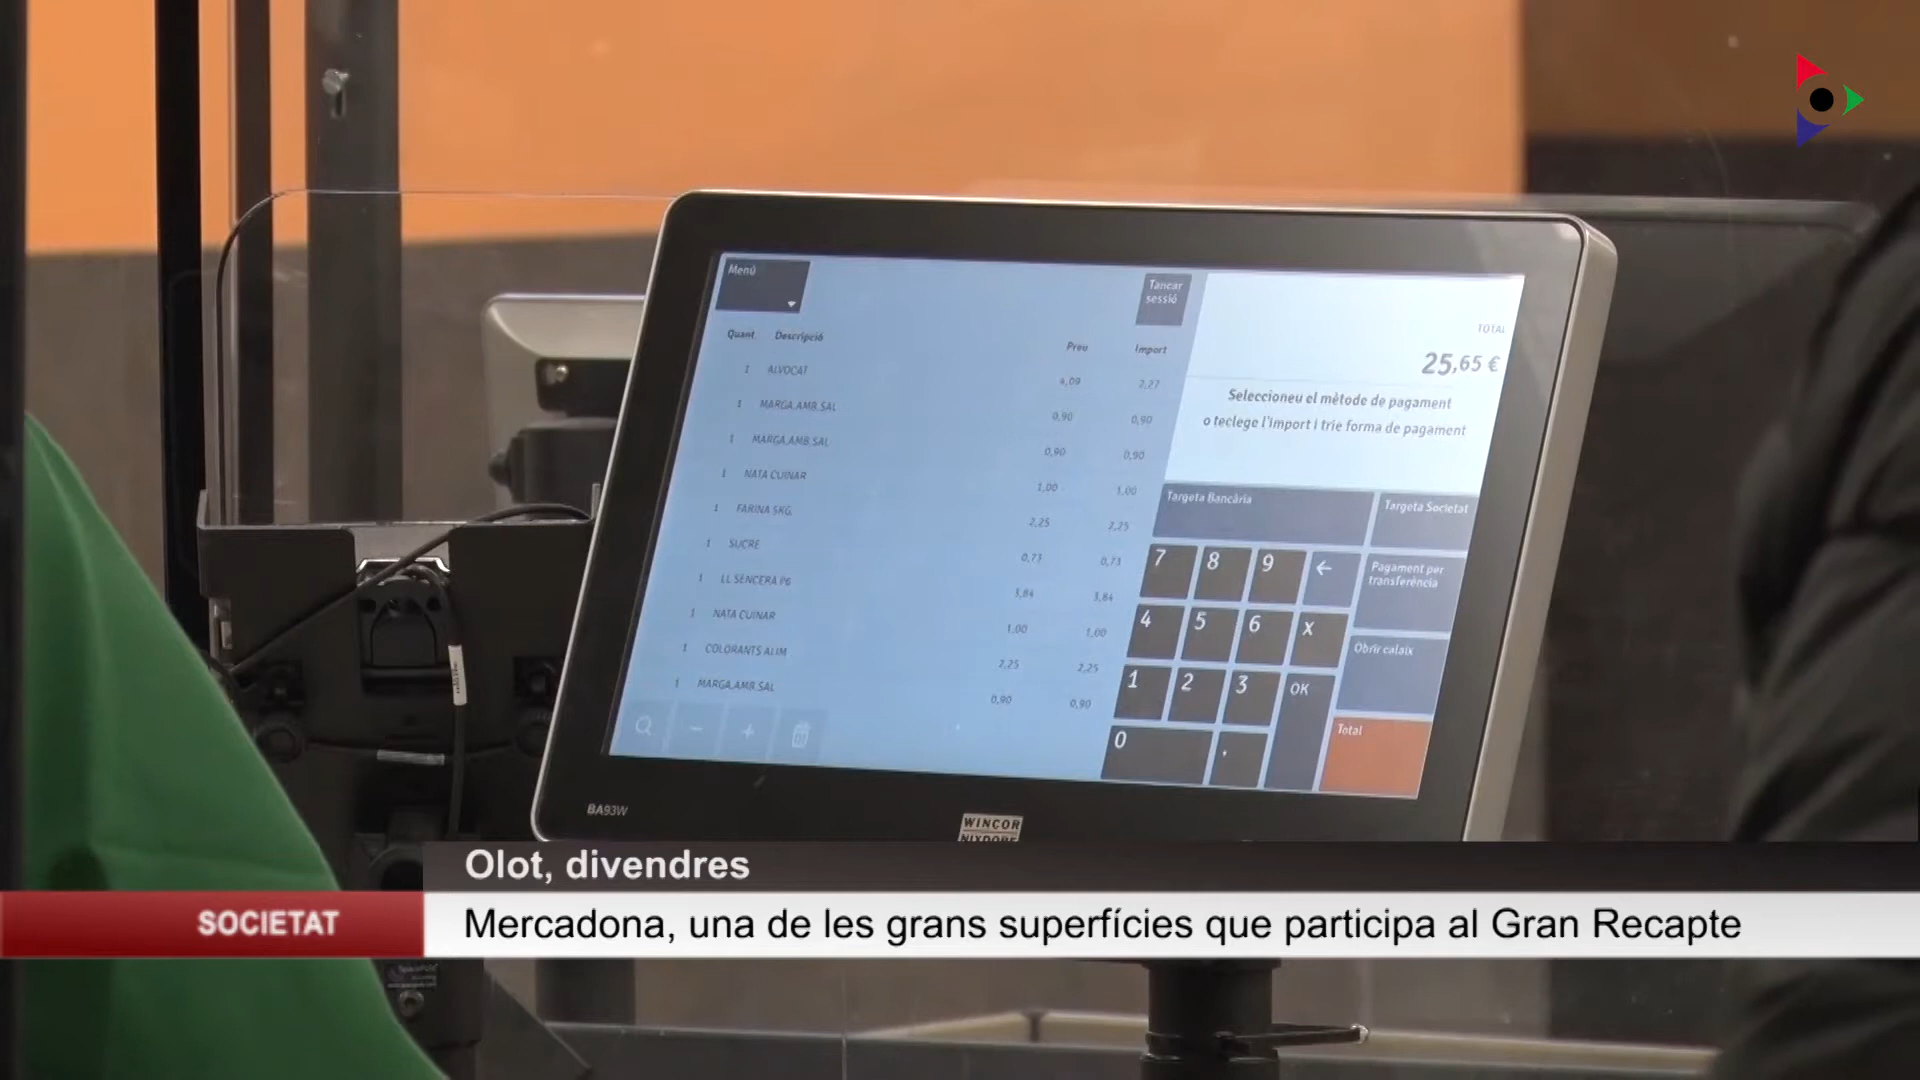 Menú
Tancar
sessió
Quant. Descripció Preu Import
1 ALVOCAT 4,09 2,27
1 MARGA.AMB.SAL 0,90 0,90
1 MARGA.AMB.SAL 0,90 0,90
1 NATA CUINAR 1,00 1,00
1 FARINA 5KG. 2,25 2,25
1 SUCRE 0,73 0,73
1 LL SENCERA P6 3,84 3,84
1 NATA CUINAR 1,00 1,00
1 COLORANTS ALIM 2,25 2,25
1 MARGA.AMB.SAL 0,90 0,90
TOTAL
25,65 €
Seleccioneu el mètode de pagament
o teclege l'import i trie forma de pagament
Targeta Bancària
Targeta Societat
7 8 9 ←
Pagament per
transferència
4 5 6 X
Obrir calaix
1 2 3 OK
Total
0 ,
BA93W
WINCOR
NIXDORF
Olot, divendres
SOCIETAT
Mercadona, una de les grans superfícies que participa al Gran Recapte